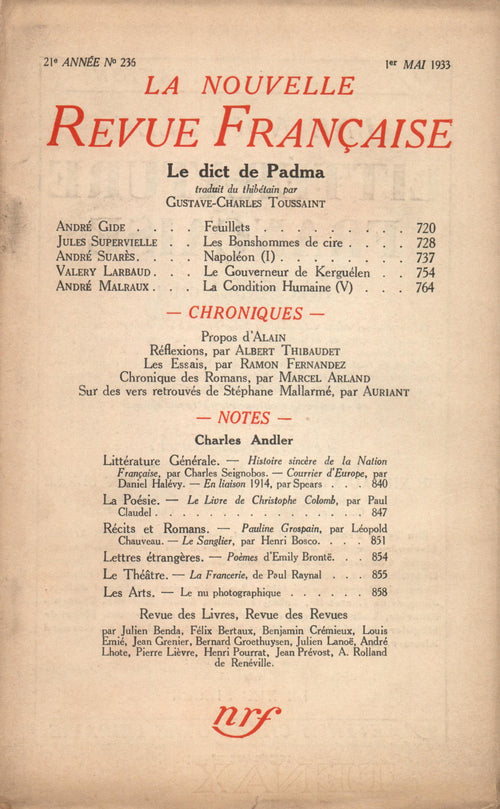 21e ANNÉE No 236 1er MAI 1933
LA NOUVELLE
REVUE FRANÇAISE
Le dict de Padma
traduit du thibétain par
GUSTAVE-CHARLES TOUSSAINT
ANDRÉ GIDE . . . . Feuillets . . . . . . . . . 720
JULES SUPERVIELLE . . Les Bonshommes de cire . . . . 728
ANDRÉ SUARÈS. . . . Napoléon (I) . . . . . . . . 737
VALERY LARBAUD. . . Le Gouverneur de Kerguélen . . 754
ANDRÉ MALRAUX. . . La Condition Humaine (V) . . . 764
— CHRONIQUES —
Propos d'ALAIN
Réflexions, par ALBERT THIBAUDET
Les Essais, par RAMON FERNANDEZ
Chronique des Romans, par MARCEL ARLAND
Sur des vers retrouvés de Stéphane Mallarmé, par AURIANT
— NOTES —
Charles Andler
Littérature Générale. — Histoire sincère de la Nation
Française, par Charles Seignobos. — Courrier d'Europe, par
Daniel Halévy. — En liaison 1914, par Spears . . . 840
La Poésie. — Le Livre de Christophe Colomb, par Paul
Claudel . . . . . . . . . . . . . . . 847
Récits et Romans. — Pauline Grospain, par Léopold
Chauveau. — Le Sanglier, par Henri Bosco. . . . 851
Lettres étrangères. — Poèmes d'Emily Brontë. . . 854
Le Théâtre. — La Francerie, de Paul Raynal . . . 855
Les Arts. — Le nu photographique . . . . . . 858
Revue des Livres, Revue des Revues
par Julien Benda, Félix Bertaux, Benjamin Crémieux, Louis
Emié, Jean Grenier, Bernard Groethuysen, Julien Lanoë, André
Lhote, Pierre Lièvre, Henri Pourrat, Jean Prévost, A. Rolland
de Renéville.
nrf